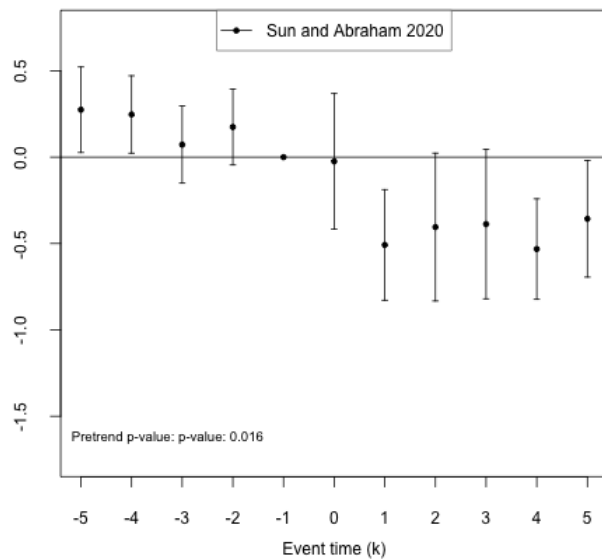 Sun and Abraham 2020
0.5
0.0
-0.5
-1.0
-1.5
Pretrend p-value: p-value: 0.016
-5 -4 -3 -2 -1 0 1 2 3 4 5
Event time (k)